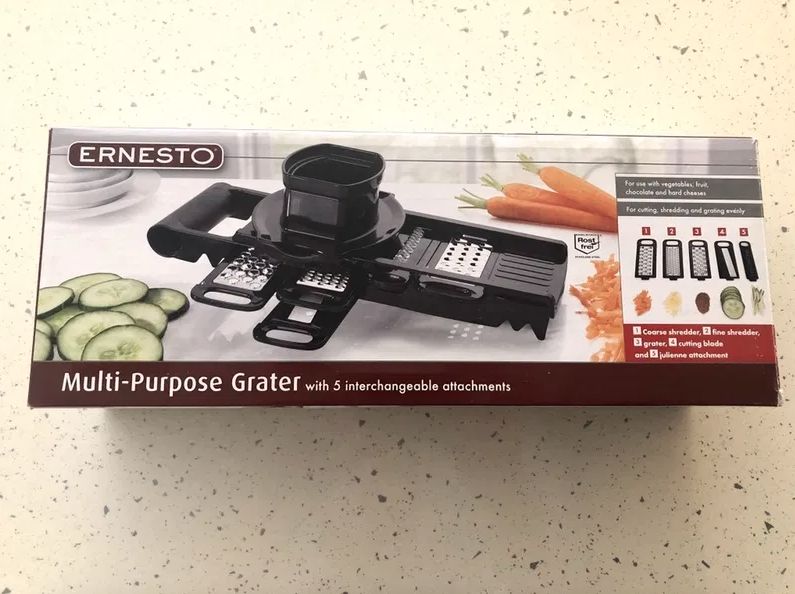 ERNESTO
For use with vegetables, fruit,
chocolate and hard cheeses
For cutting, shredding and grating evenly
Rost
frei
STAINLESS STEEL
1 2 3 4 5
1 Coarse shredder, 2 fine shredder,
3 grater, 4 cutting blade
and 5 julienne attachment
Multi-Purpose Grater with 5 interchangeable attachments